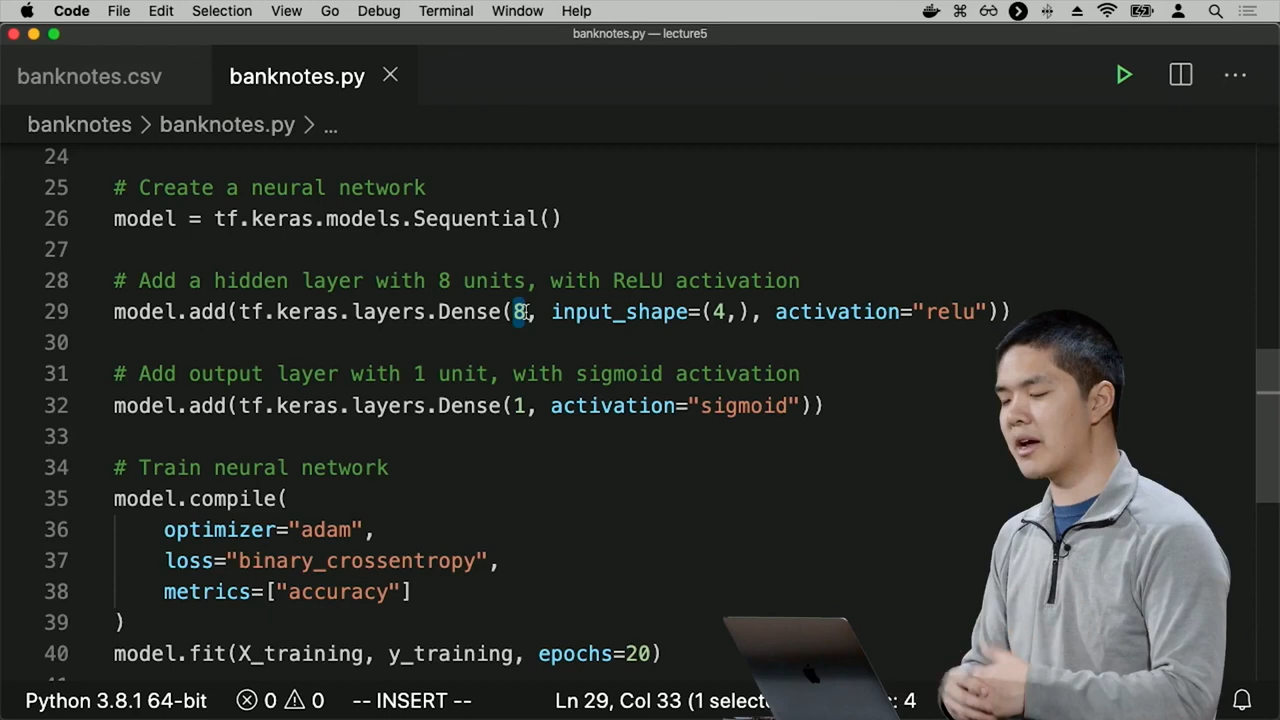 Code File Edit Selection View Go Debug Terminal Window Help
banknotes.py — lecture5
banknotes.csv banknotes.py
banknotes > banknotes.py > ...
24
25 # Create a neural network
26 model = tf.keras.models.Sequential()
27
28 # Add a hidden layer with 8 units, with ReLU activation
29 model.add(tf.keras.layers.Dense(8, input_shape=(4,), activation="relu"))
30
31 # Add output layer with 1 unit, with sigmoid activation
32 model.add(tf.keras.layers.Dense(1, activation="sigmoid"))
33
34 # Train neural network
35 model.compile(
36 optimizer="adam",
37 loss="binary_crossentropy",
38 metrics=["accuracy"]
39 )
40 model.fit(X_training, y_training, epochs=20)
Python 3.8.1 64-bit 0 0 -- INSERT -- Ln 29, Col 33 (1 : 4